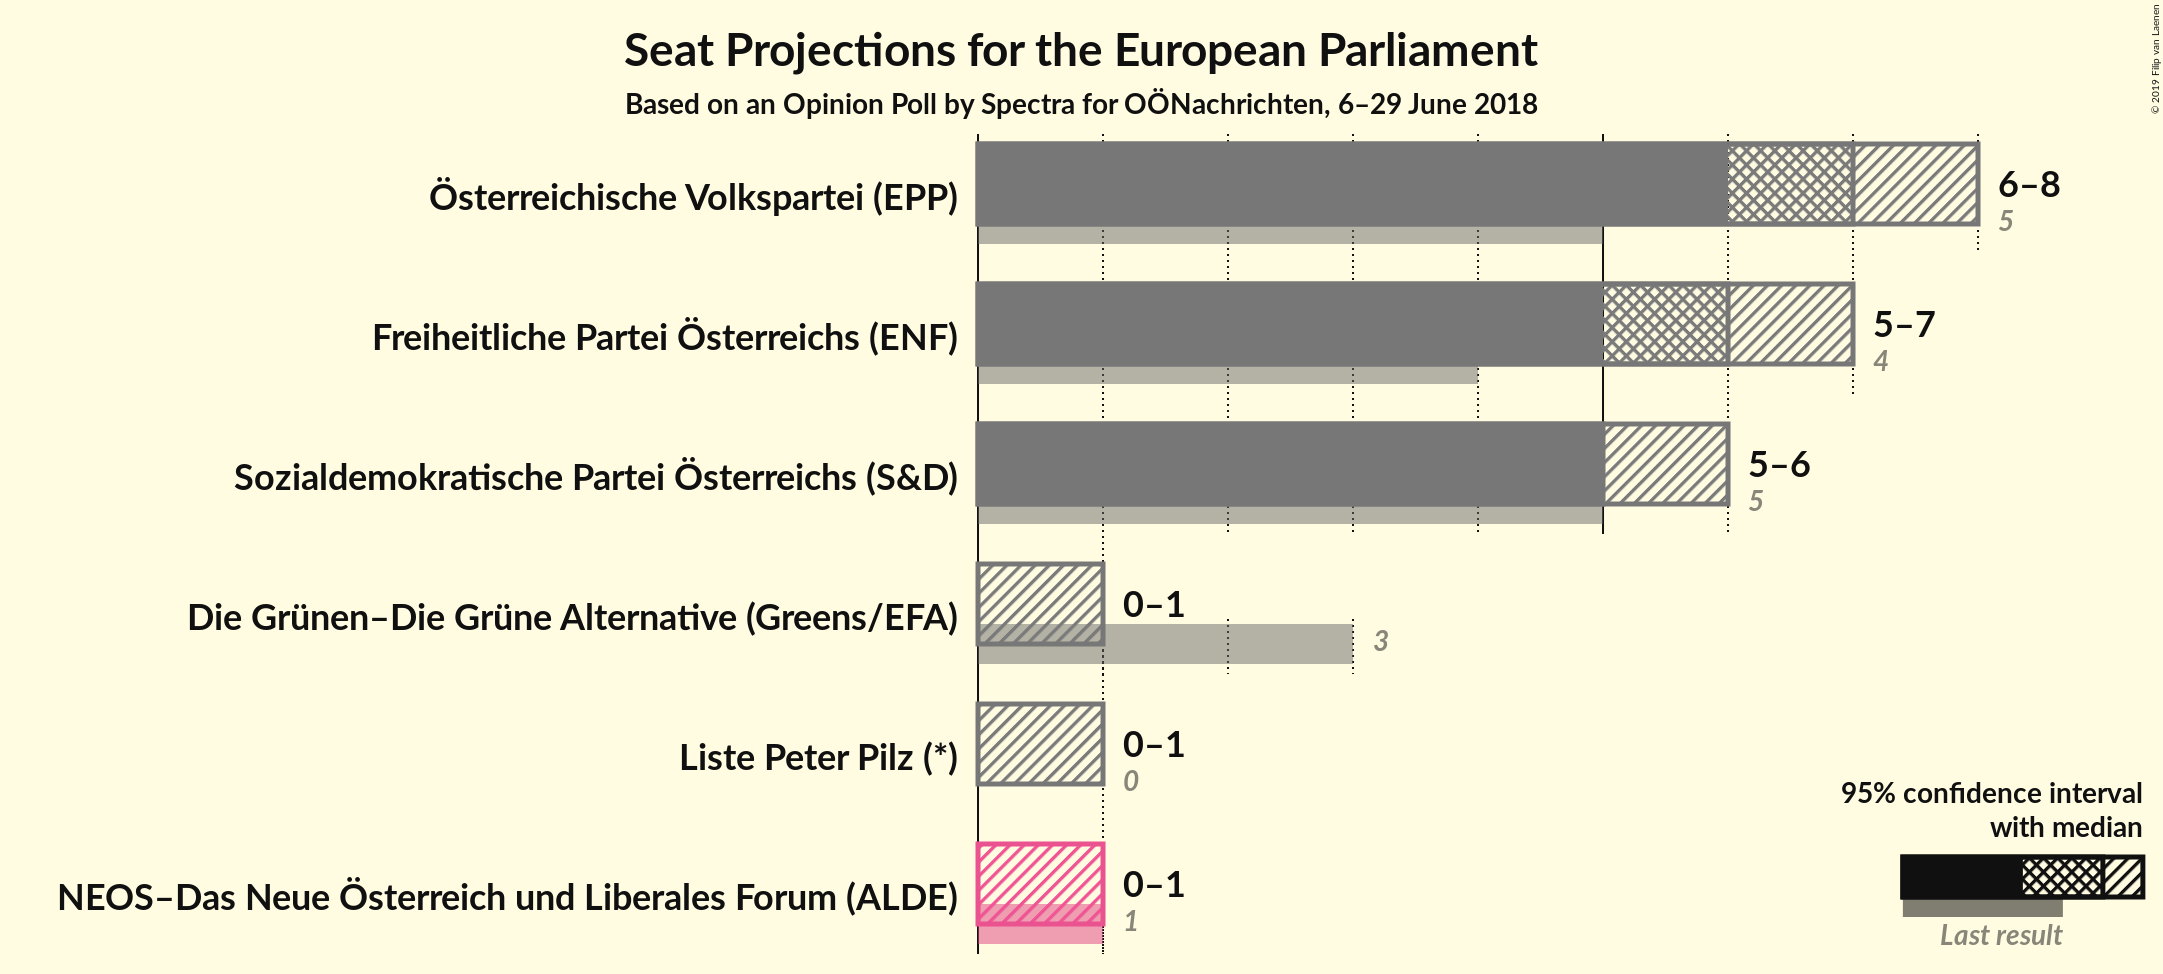 Seat Projections for the European Parliament
Based on an Opinion Poll by Spectra for OÖNachrichten, 6–29 June 2018
© 2019 Filip van Laenen
Österreichische Volkspartei (EPP)
6–8
5
Freiheitliche Partei Österreichs (ENF)
5–7
4
Sozialdemokratische Partei Österreichs (S&D)
5–6
5
Die Grünen–Die Grüne Alternative (Greens/EFA)
0–1
3
Liste Peter Pilz (*)
0–1
0
NEOS–Das Neue Österreich und Liberales Forum (ALDE)
0–1
1
95% confidence interval
with median
Last result